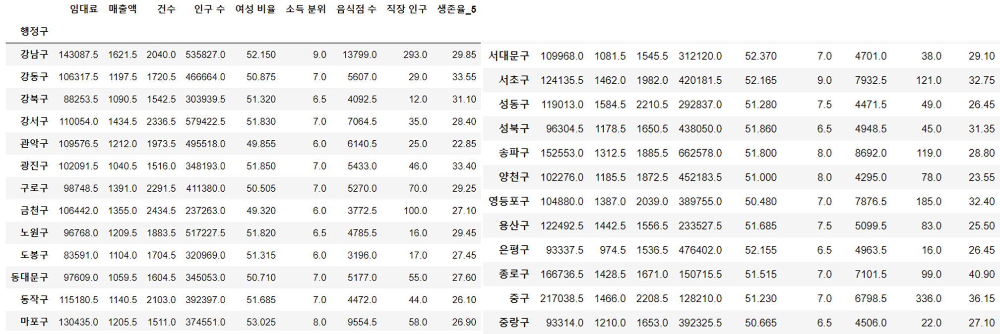 임대료 매출액 건수 인구 수 여성 비율 소득 분위 음식점 수 직장 인구 생존율_5
행정구
강남구 143087.5 1621.5 2040.0 535827.0 52.150 9.0 13799.0 293.0 29.85
강동구 106317.5 1197.5 1720.5 466664.0 50.875 7.0 5607.0 29.0 33.55
강북구 88253.5 1090.5 1542.5 303939.5 51.320 6.5 4092.5 12.0 31.10
강서구 110054.0 1434.5 2336.5 579422.5 51.830 7.0 7064.5 35.0 28.40
관악구 109576.5 1212.0 1973.5 495518.0 49.855 6.0 6140.5 25.0 22.85
광진구 102091.5 1040.5 1516.0 348193.0 51.850 7.0 5433.0 46.0 33.40
구로구 98748.5 1391.0 2291.5 411380.0 50.505 7.0 5270.0 70.0 29.25
금천구 106442.0 1355.0 2434.5 237263.0 49.320 6.0 3772.5 100.0 27.10
노원구 96768.0 1209.5 1883.5 517227.5 51.820 6.5 4785.5 16.0 29.45
도봉구 83591.0 1104.0 1704.5 320969.0 51.315 6.0 3196.0 17.0 27.45
동대문구 97609.0 1059.5 1604.5 345053.0 50.710 7.0 5177.0 55.0 27.60
동작구 115180.5 1140.5 2103.0 392397.0 51.685 7.0 4472.0 44.0 26.10
마포구 130435.0 1205.5 1511.0 374551.0 53.025 8.0 9554.5 58.0 26.90
서대문구 109968.0 1081.5 1545.5 312120.0 52.370 7.0 4701.0 38.0 29.10
서초구 124135.5 1462.0 1982.0 420181.5 52.165 9.0 7932.5 121.0 32.75
성동구 119013.0 1584.5 2210.5 292837.0 51.280 7.5 4471.5 49.0 26.45
성북구 96304.5 1178.5 1650.5 438050.0 51.860 6.5 4948.5 45.0 31.35
송파구 152553.0 1312.5 1885.5 662578.0 51.800 8.0 8692.0 119.0 28.80
양천구 102276.0 1185.5 1872.5 452183.5 51.000 8.0 4295.0 78.0 23.55
영등포구 104880.0 1387.0 2039.0 389755.0 50.480 7.0 7876.5 185.0 32.40
용산구 122492.5 1442.5 1556.5 233527.5 51.685 7.5 5099.5 83.0 25.50
은평구 93337.5 974.5 1536.5 476402.0 52.155 6.5 4963.5 16.0 26.45
종로구 166736.5 1428.5 1671.0 150715.5 51.515 7.0 7101.5 99.0 40.90
중구 217038.5 1466.0 2208.5 128210.0 51.230 7.0 6798.5 336.0 36.15
중랑구 93314.0 1210.0 1653.0 392325.5 50.665 6.5 4506.0 22.0 27.10